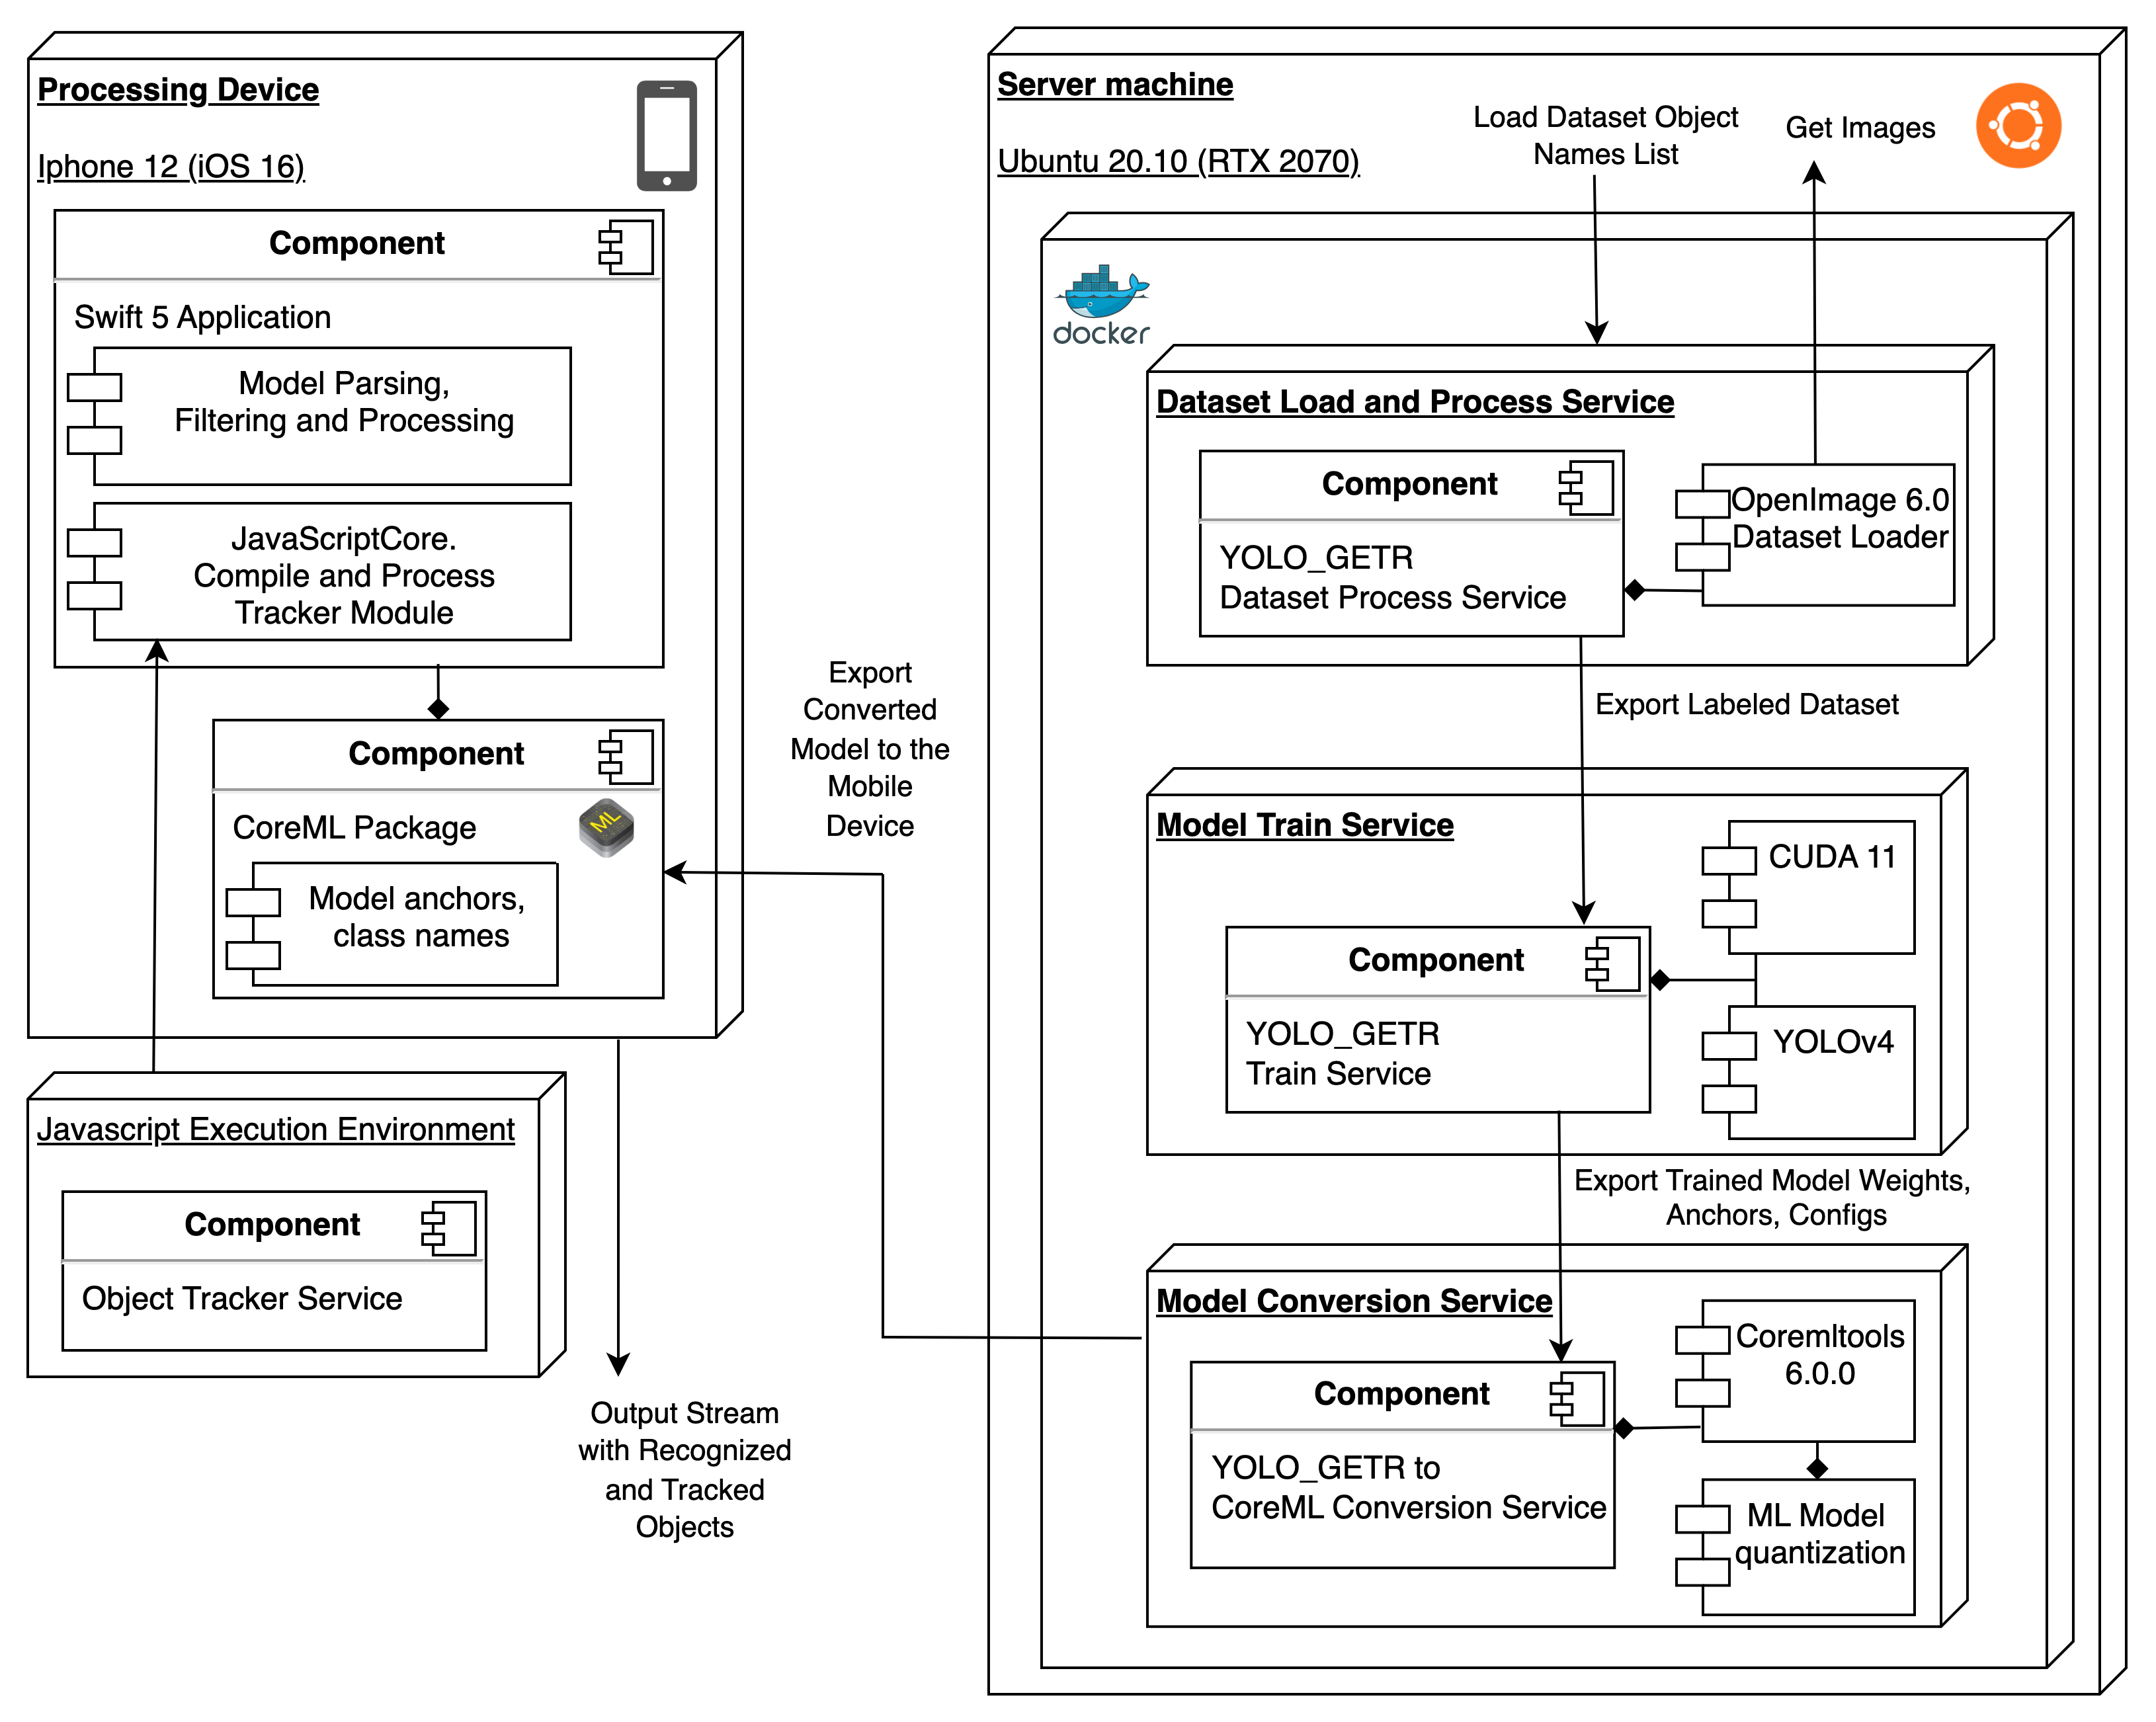 Processing Device
Iphone 12 (iOS 16)
Component
Swift 5 Application
Model Parsing,
Filtering and Processing
JavaScriptCore.
Compile and Process
Tracker Module
Component
CoreML Package
ML
Model anchors,
class names
Javascript Execution Environment
Component
Object Tracker Service
Output Stream
with Recognized
and Tracked
Objects
Export
Converted
Model to the
Mobile
Device
Server machine
Ubuntu 20.10 (RTX 2070)
Load Dataset Object
Names List
Get Images
docker
Dataset Load and Process Service
Component
YOLO_GETR
Dataset Process Service
OpenImage 6.0
Dataset Loader
Export Labeled Dataset
Model Train Service
CUDA 11
Component
YOLO_GETR
Train Service
YOLOv4
Export Trained Model Weights,
Anchors, Configs
Model Conversion Service
Coremltools
6.0.0
Component
YOLO_GETR to
CoreML Conversion Service
ML Model
quantization